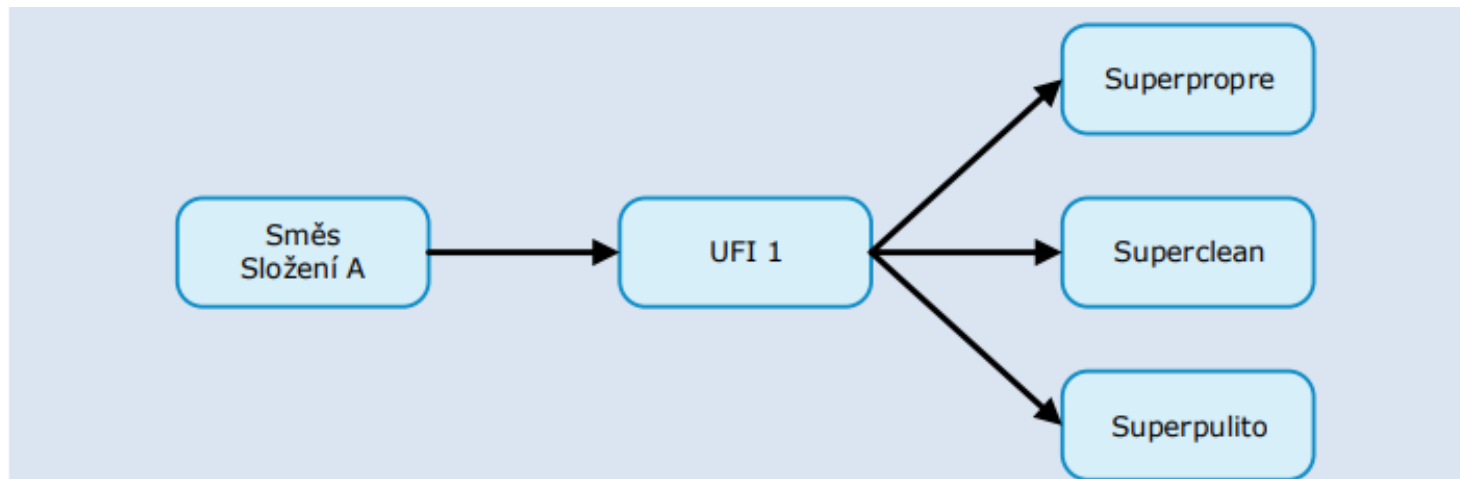 Superpropre
Směs
Složení A
UFI 1
Superclean
Superpulito